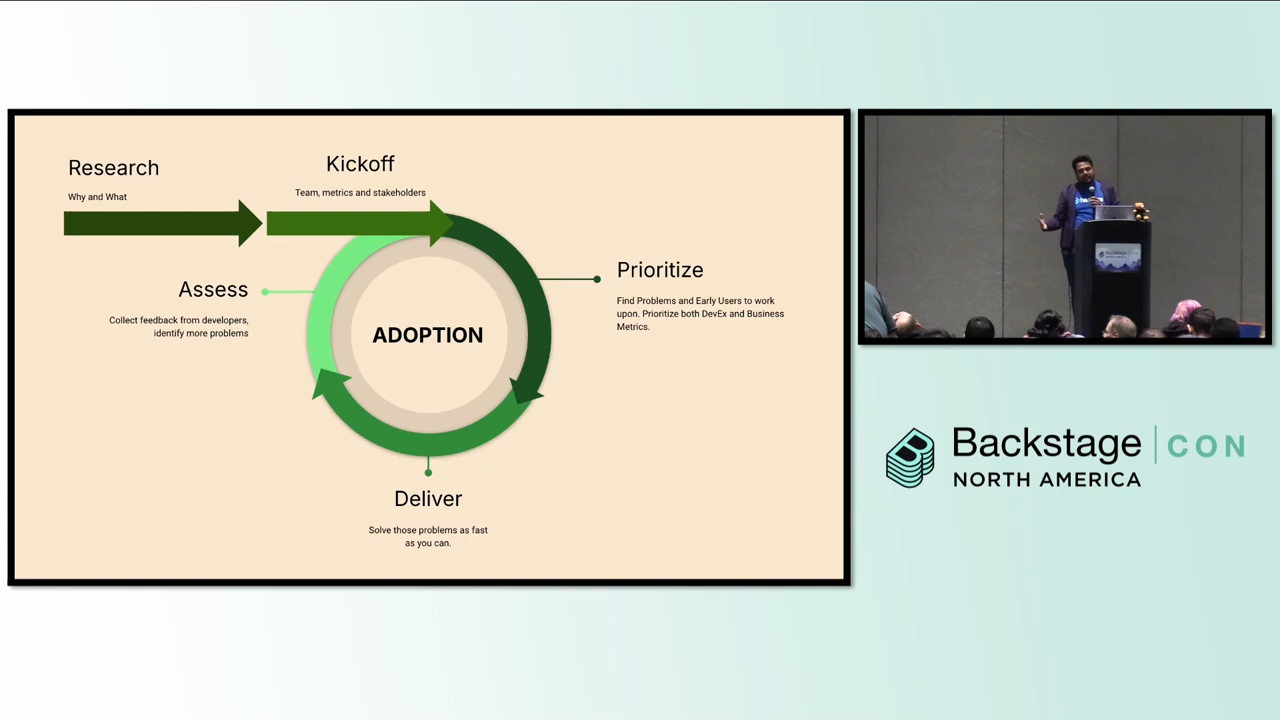 Research
Why and What
Kickoff
Team, metrics and stakeholders
Assess
Collect feedback from developers,
identify more problems
ADOPTION
Prioritize
Find Problems and Early Users to work
upon. Prioritize both DevEx and Business
Metrics.
Deliver
Solve those problems as fast
as you can.
Backstage
Backstage | CON
NORTH AMERICA